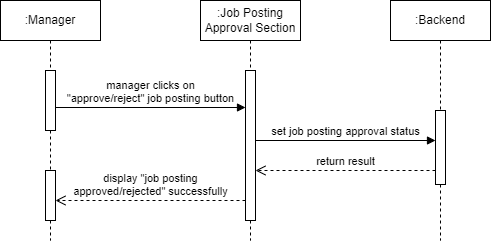 :Manager
:Job Posting
Approval Section
:Backend
manager clicks on
"approve/reject" job posting button
set job posting approval status
return result
display "job posting
approved/rejected" successfully